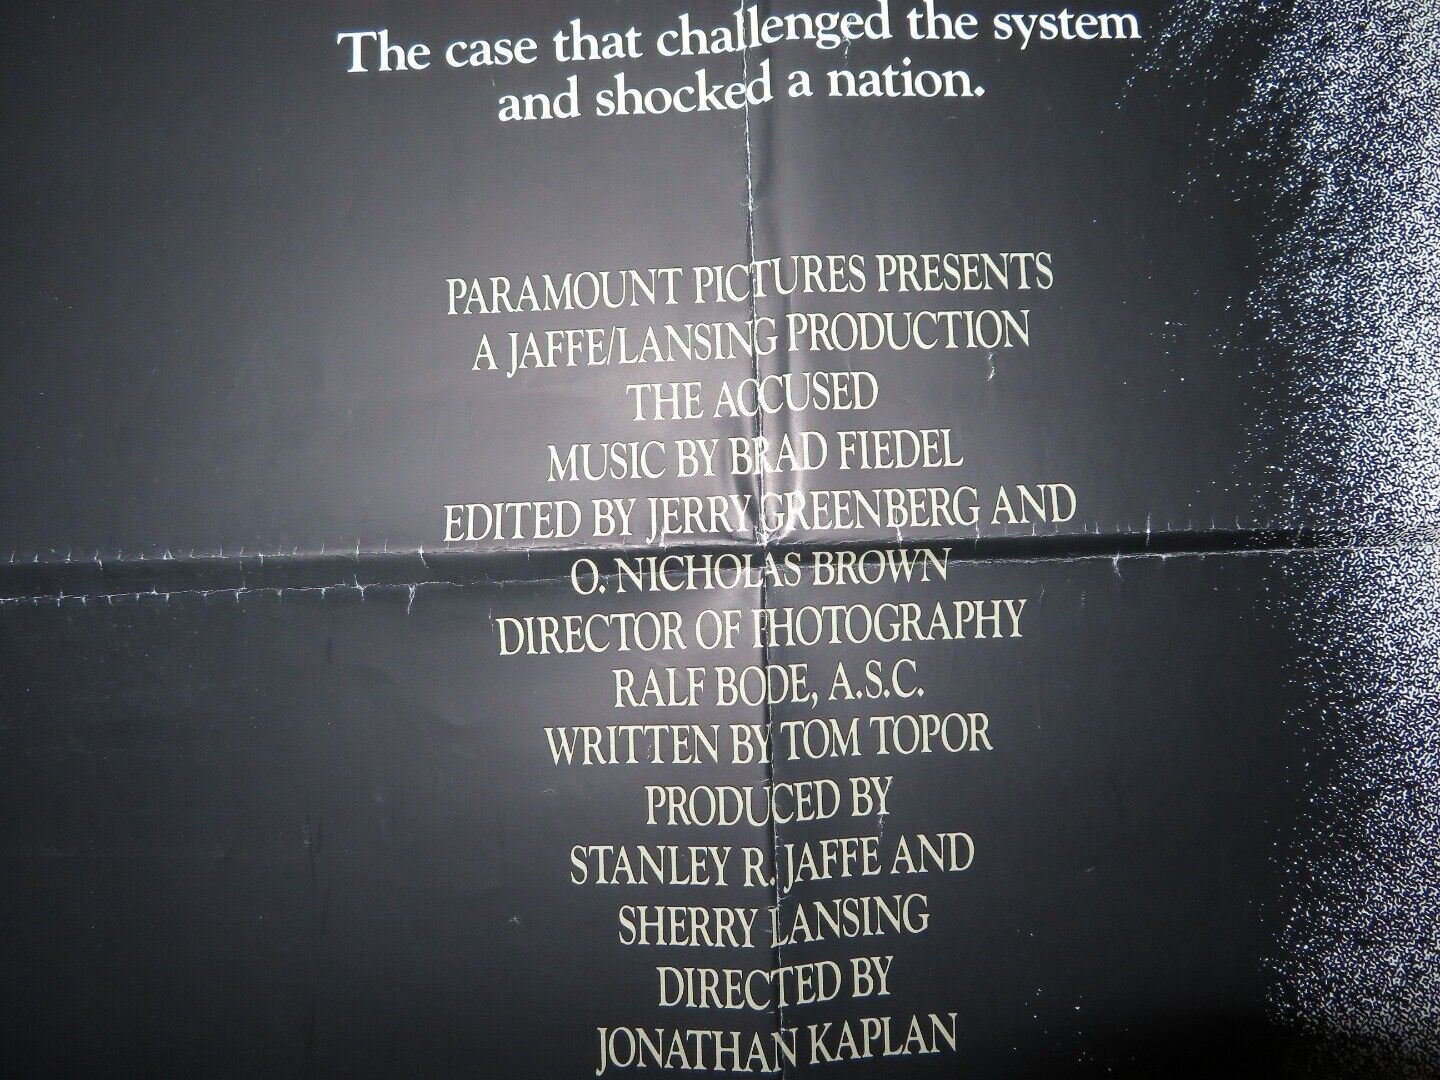 The case that challenged the system
and shocked a nation.
PARAMOUNT PICTURES PRESENTS
A JAFFE/LANSING PRODUCTION
THE ACCUSED
MUSIC BY BRAD FIEDEL
EDITED BY JERRY GREENBERG AND
O. NICHOLAS BROWN
DIRECTOR OF PHOTOGRAPHY
RALF BODE, A.S.C.
WRITTEN BY TOM TOPOR
PRODUCED BY
STANLEY R. JAFFE AND
SHERRY LANSING
DIRECTED BY
JONATHAN KAPLAN